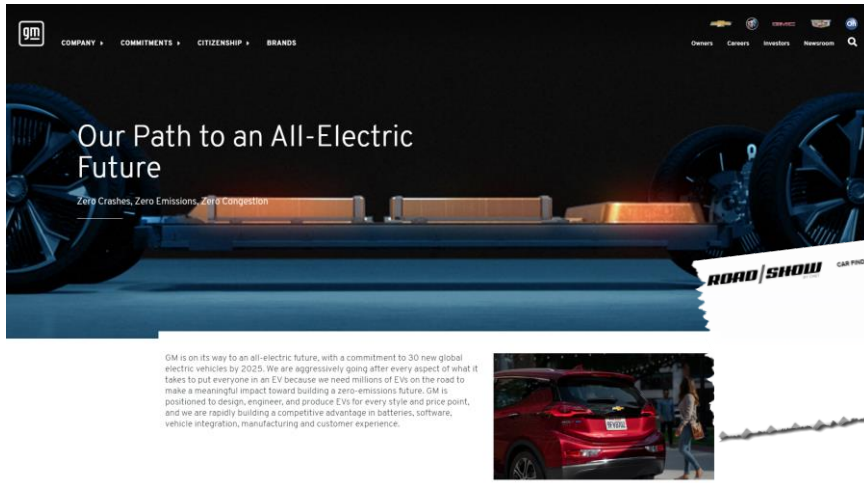 gm
COMPANY
COMMITMENTS
CITIZENSHIP
BRANDS
GMC
Owners
Careers
Investors
Newsroom
Our Path to an All-Electric
Future
Zero Crashes, Zero Emissions, Zero Congestion
ROAD/SHOW
CAR FIND
GM is on its way to an all-electric future, with a commitment to 30 new global
electric vehicles by 2025. We are aggressively going after every aspect of what it
takes to put everyone in an EV because we need millions of EVs on the road to
make a meaningful impact toward building a zero-emissions future. GM is
positioned to design, engineer, and produce EVs for every style and price point,
and we are rapidly building a competitive advantage in batteries, software,
vehicle integration, manufacturing and customer experience.